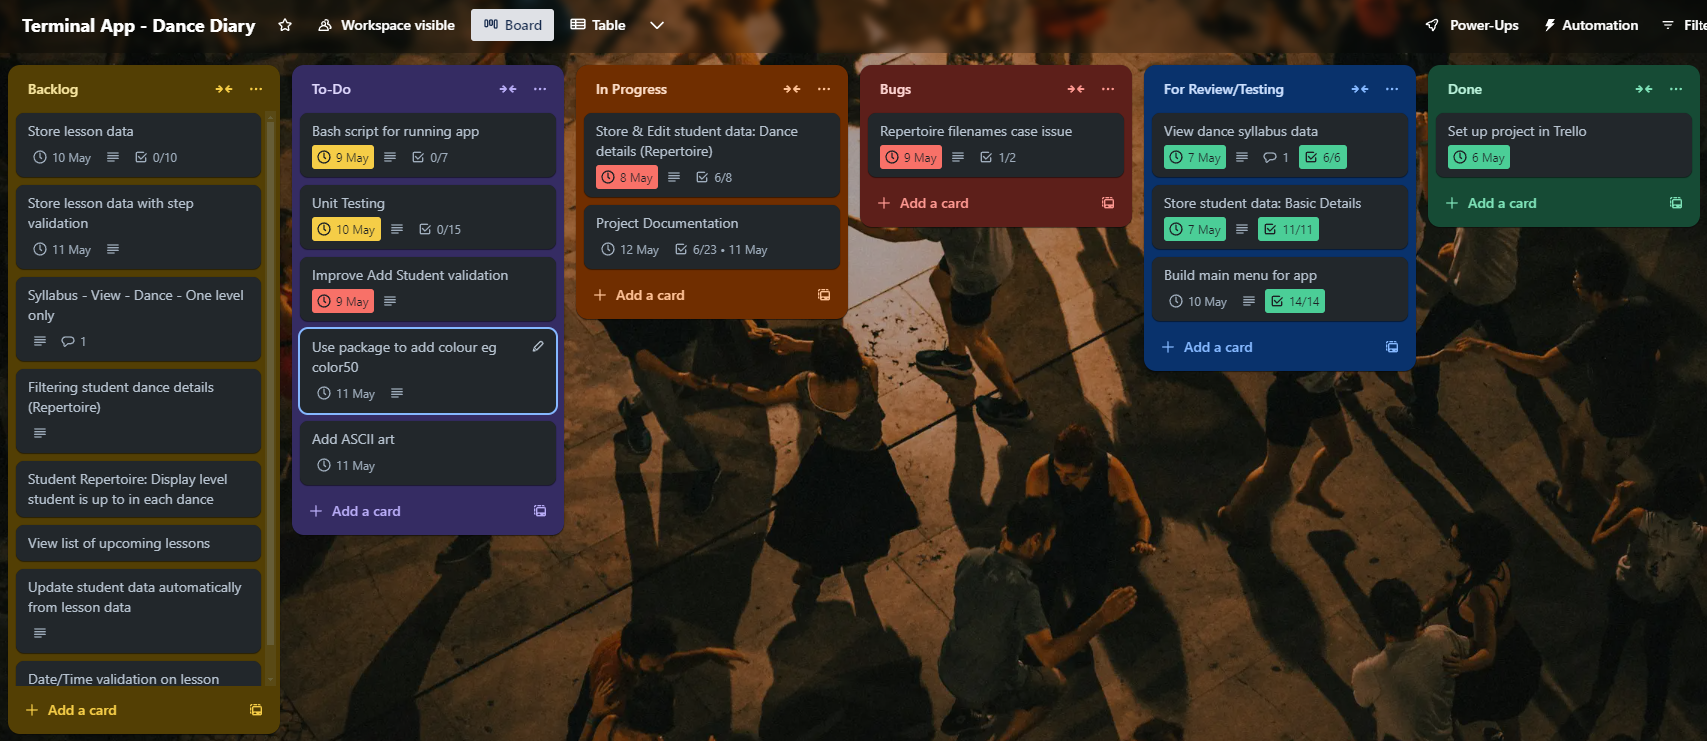 Terminal App - Dance Diary
Workspace visible
Board
Table
Power-Ups
Automation
Filte
Backlog
Store lesson data
10 May
0/10
Store lesson data with step
validation
11 May
Syllabus - View - Dance - One level
only
1
Filtering student dance details
(Repertoire)
Student Repertoire: Display level
student is up to in each dance
View list of upcoming lessons
Update student data automatically
from lesson data
Date/Time validation on lesson
+ Add a card
To-Do
Bash script for running app
9 May
0/7
Unit Testing
10 May
0/15
Improve Add Student validation
9 May
Use package to add colour eg
color50
11 May
Add ASCII art
11 May
+ Add a card
In Progress
Store & Edit student data: Dance
details (Repertoire)
8 May
6/8
Project Documentation
12 May
6/23 • 11 May
+ Add a card
Bugs
Repertoire filenames case issue
9 May
1/2
+ Add a card
For Review/Testing
View dance syllabus data
7 May
1
6/6
Store student data: Basic Details
7 May
11/11
Build main menu for app
10 May
14/14
+ Add a card
Done
Set up project in Trello
6 May
+ Add a card